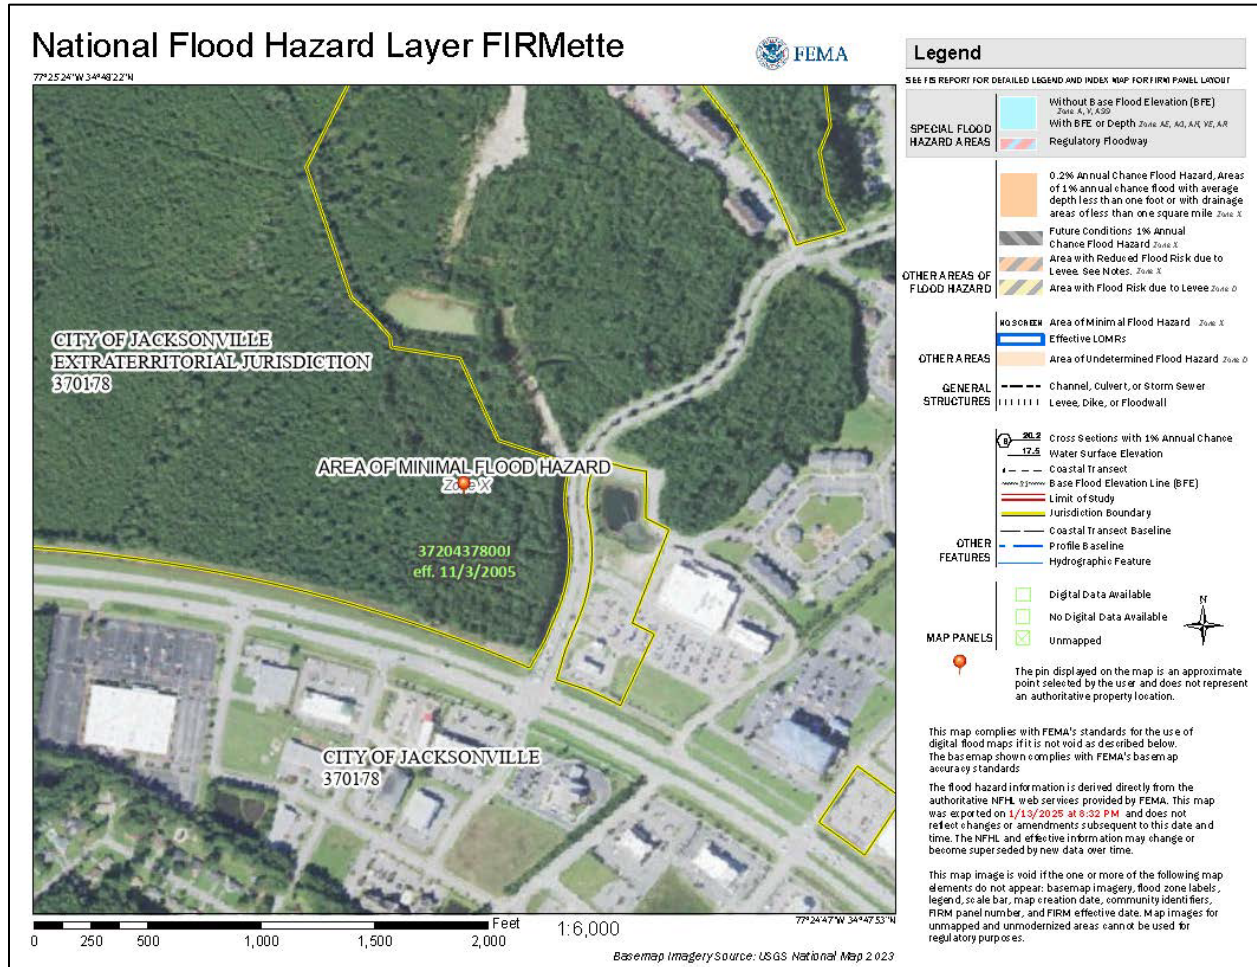 National Flood Hazard Layer FIRMette
FEMA
77°25'24"W 34°48'22"N
CITY OF JACKSONVILLE
EXTRATERRITORIAL JURISDICTION
370178
AREA OF MINIMAL FLOOD HAZARD
Zone X
3720437800J
eff. 11/3/2005
CITY OF JACKSONVILLE
370178
77°24'47"W 34°47'53"N
Feet
1:6,000
0 250 500 1,000 1,500 2,000
Basemap Imagery Source: USGS National Map 2023
Legend
SEE FIS REPORT FOR DETAILED LEGEND AND INDEX MAP FOR FIRM PANEL LAYOUT
SPECIAL FLOOD
HAZARD AREAS
Without Base Flood Elevation (BFE)
Zone A, V, A99
With BFE or Depth Zone AE, AO, AH, VE, AR
Regulatory Floodway
OTHER AREAS OF
FLOOD HAZARD
0.2% Annual Chance Flood Hazard, Areas
of 1% annual chance flood with average
depth less than one foot or with drainage
areas of less than one square mile Zone X
Future Conditions 1% Annual
Chance Flood Hazard Zone X
Area with Reduced Flood Risk due to
Levee. See Notes. Zone X
Area with Flood Risk due to Levee Zone D
OTHER AREAS
NO SCREEN Area of Minimal Flood Hazard Zone X
Effective LOMRs
Area of Undetermined Flood Hazard Zone D
GENERAL
STRUCTURES
Channel, Culvert, or Storm Sewer
Levee, Dike, or Floodwall
OTHER
FEATURES
B 20.2 Cross Sections with 1% Annual Chance
17.5 Water Surface Elevation
8 Coastal Transect
Base Flood Elevation Line (BFE)
Limit of Study
Jurisdiction Boundary
Coastal Transect Baseline
Profile Baseline
Hydrographic Feature
MAP PANELS
Digital Data Available
No Digital Data Available
Unmapped
N
The pin displayed on the map is an approximate
point selected by the user and does not represent
an authoritative property location.
This map complies with FEMA's standards for the use of
digital flood maps if it is not void as described below.
The basemap shown complies with FEMA's basemap
accuracy standards
The flood hazard information is derived directly from the
authoritative NFHL web services provided by FEMA. This map
was exported on 1/13/2025 at 8:32 PM and does not
reflect changes or amendments subsequent to this date and
time. The NFHL and effective information may change or
become superseded by new data over time.
This map image is void if the one or more of the following map
elements do not appear: basemap imagery, flood zone labels,
legend, scale bar, map creation date, community identifiers,
FIRM panel number, and FIRM effective date. Map images for
unmapped and unmodernized areas cannot be used for
regulatory purposes.